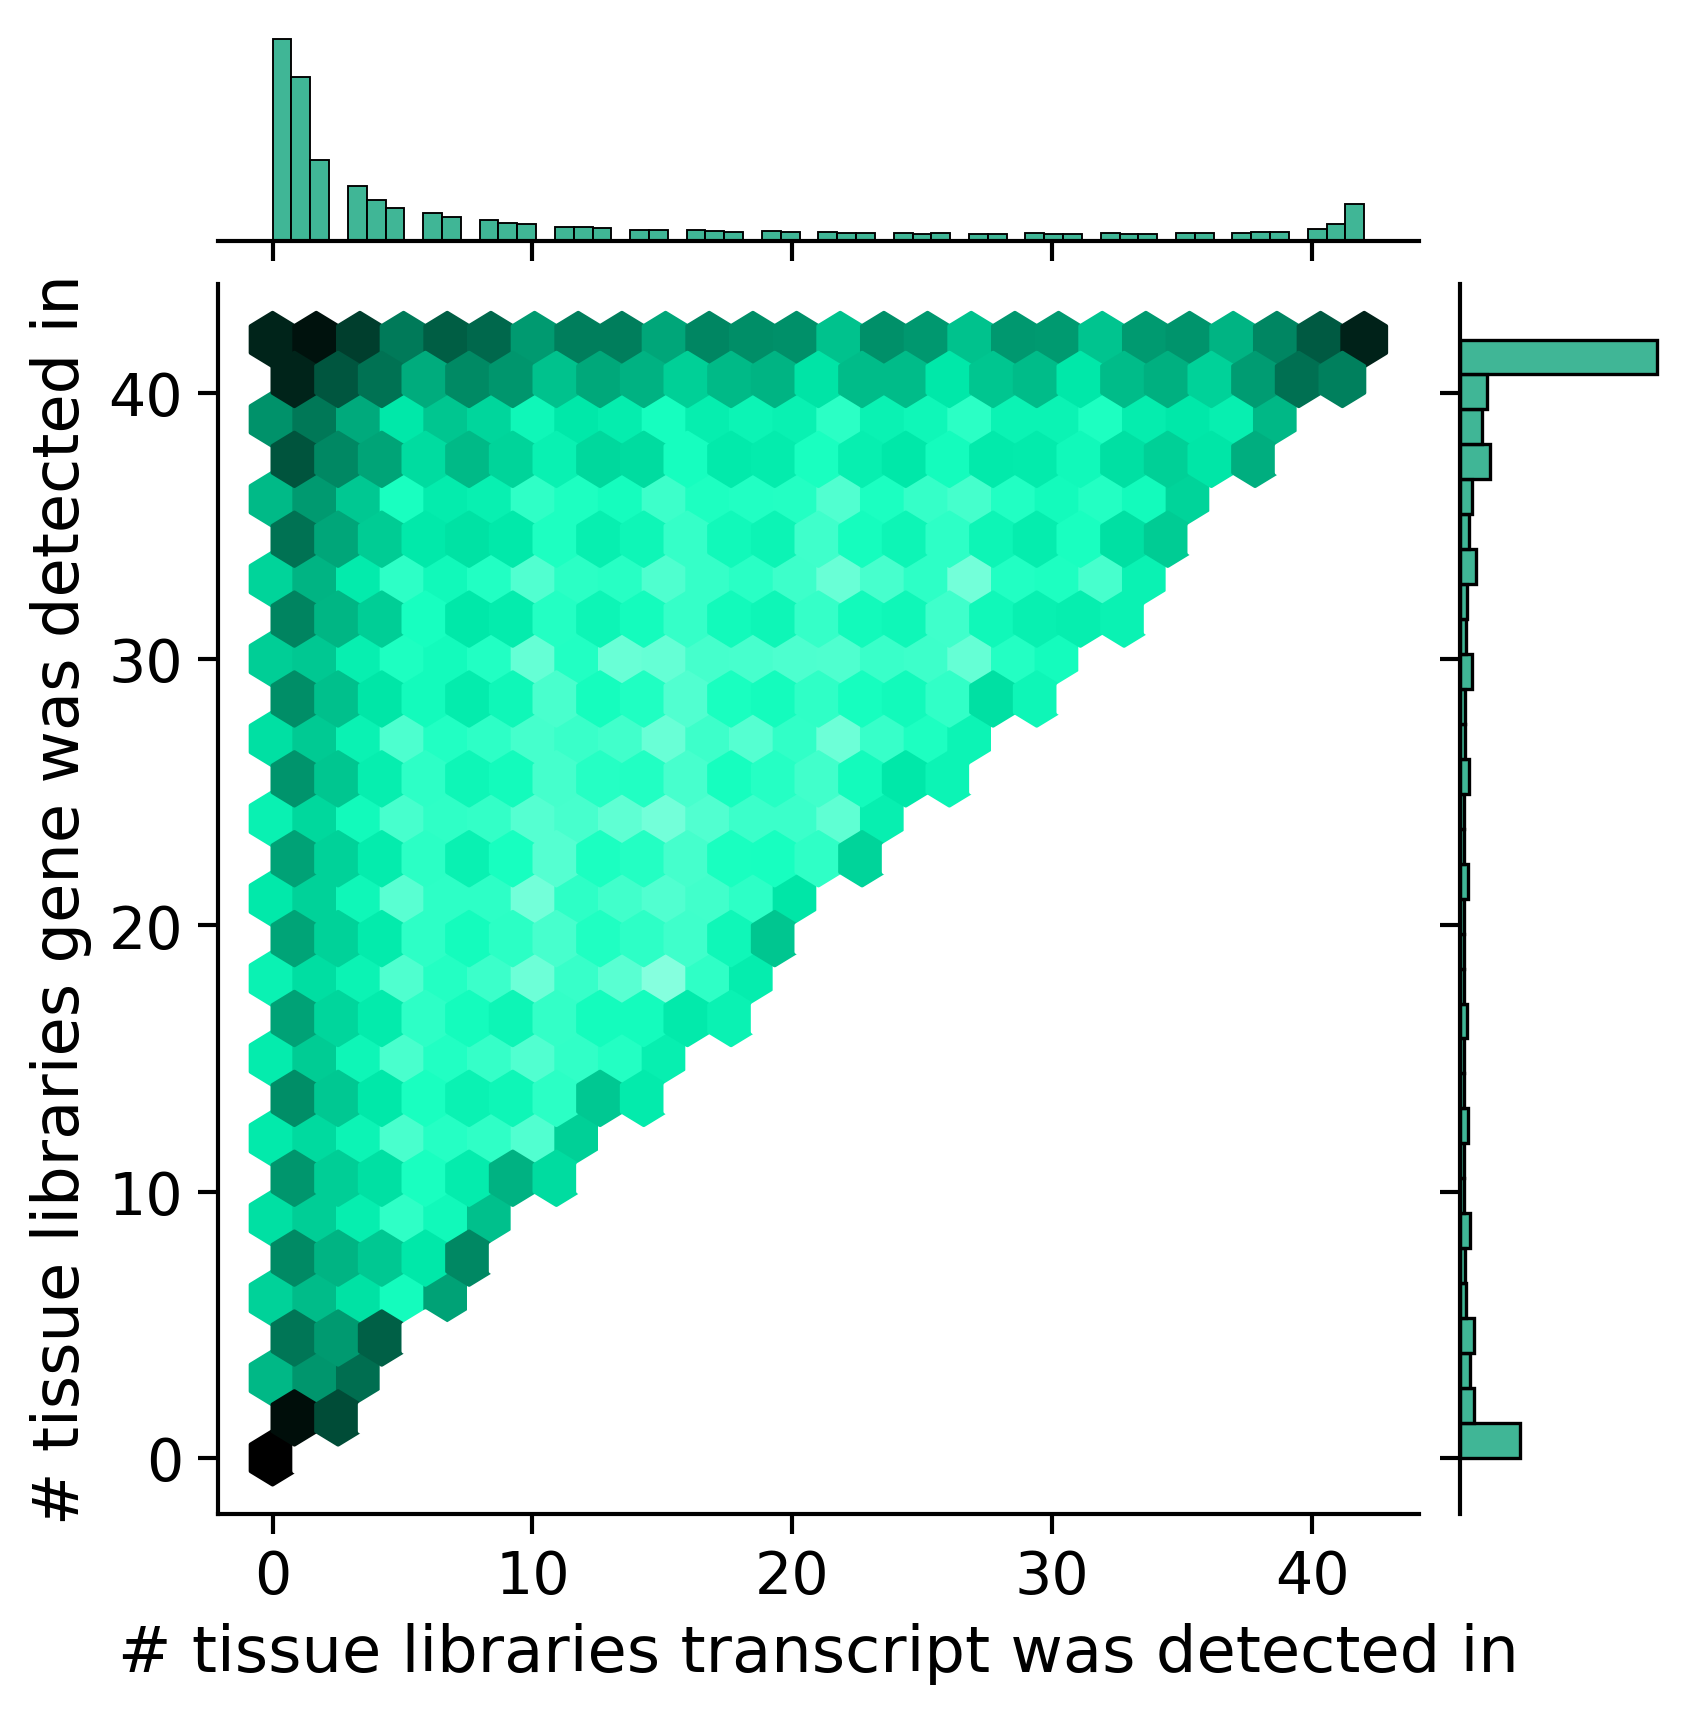 # tissue libraries gene was detected in
40
30
20
10
0
0 10 20 30 40
# tissue libraries transcript was detected in